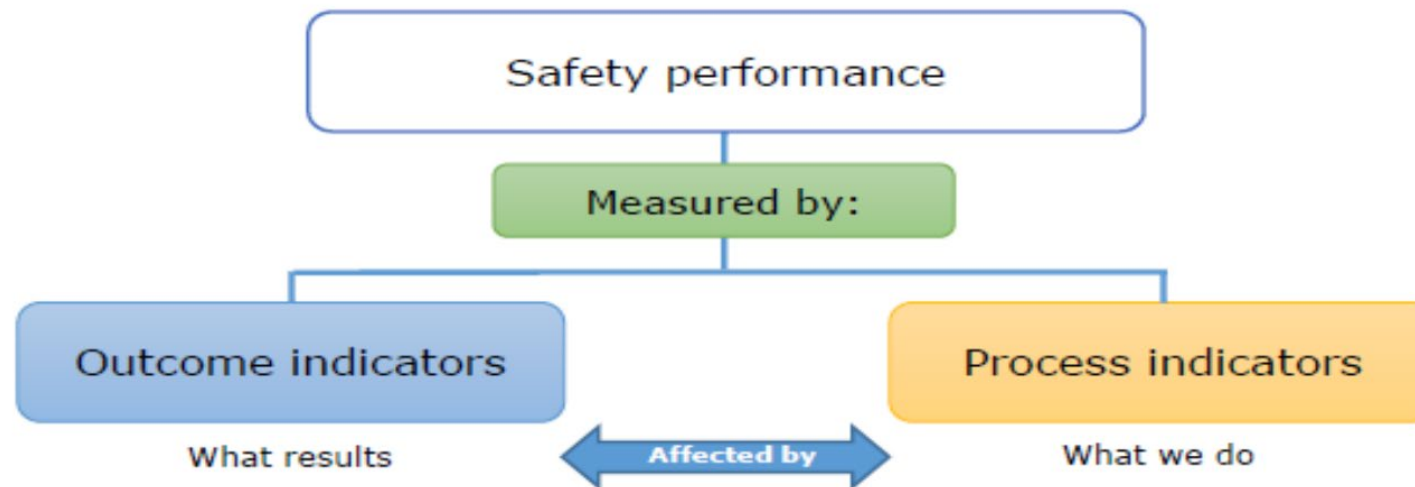 Safety performance
Measured by:
Outcome indicators
Process indicators
What results
Affected by
What we do